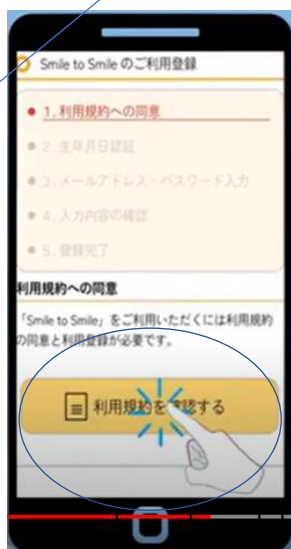 Smile to Smile のご利用登録
1. 利用規約への同意
2. 生年月日認証
3. メールアドレス・パスワード入力
4. 入力内容の確認
5. 登録完了
利用規約への同意
「Smile to Smile」をご利用いただくには利用規約
の同意と利用登録が必要です。
利用規約を確認する